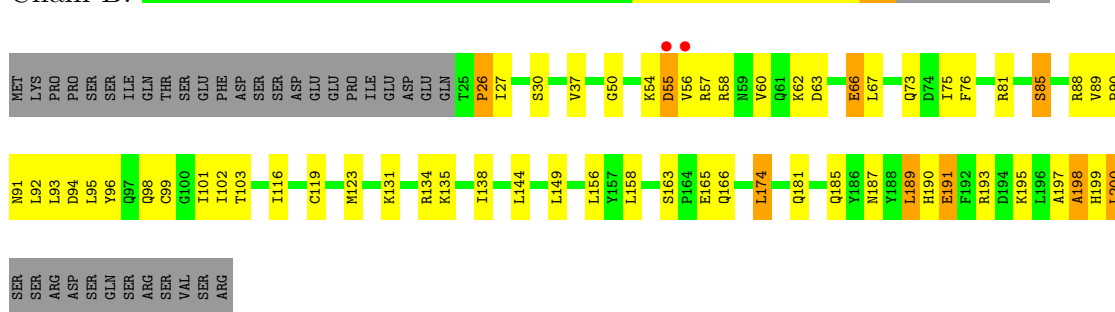 MET LYS PRO PRO SER SER ILE GLN THR SER GLU PHE ASP SER SER ASP GLU GLU PRO ILE GLU ASP GLU GLN T25 P26 I27 S30 V37 G50 K54 D55 V56 R57 R58 N59 V60 Q61 K62 D63 E66 L67 Q73 D74 I75 F76 R81 S85 R88 V89
N91 L92 L93 D94 L95 Y96 Q97 Q98 C99 G100 I101 I102 T103 I116 C119 M123 K131 R134 K135 I138 L144 L149 L156 Y157 L158 S163 P164 E165 Q166 L174 Q181 Q185 Y186 N187 Y188 L189 H190 E191 F192 R193 D194 K195 L196 A197 A198 H199
SER SER ARG ASP SER GLN SER ARG SER VAL SER ARG